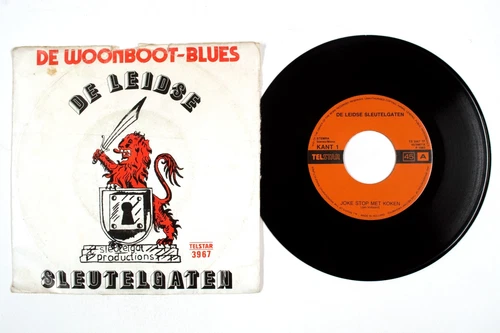 DE WOONBOOT-BLUES
DE LEIDSE
sleutelgat
productions
TELSTAR
3967
SLEUTELGATEN
DE LEIDSE SLEUTELGATEN
KANT 1
TELSTAR
45
A
JOKE STOP MET KOKEN